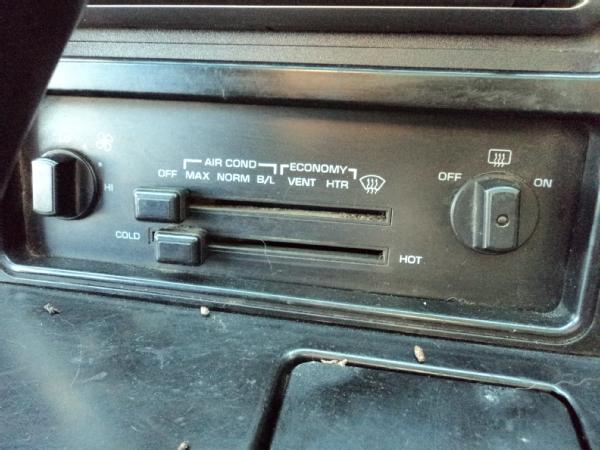 AIR COND ECONOMY
OFF MAX NORM B/L VENT HTR
HI
OFF ON
COLD HOT